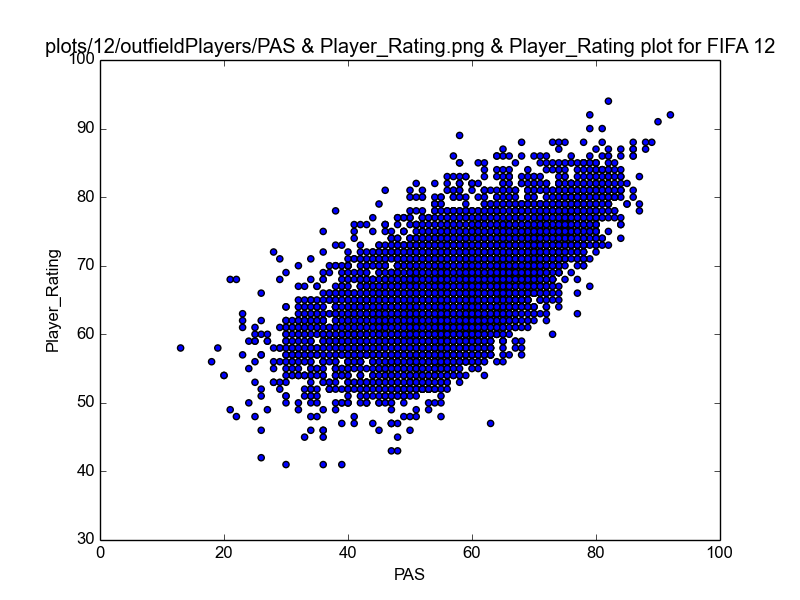 plots/12/outfieldPlayers/PAS & Player_Rating.png & Player_Rating plot for FIFA 12
100
90
80
70
60
50
40
30
Player_Rating
0 20 40 60 80 100
PAS